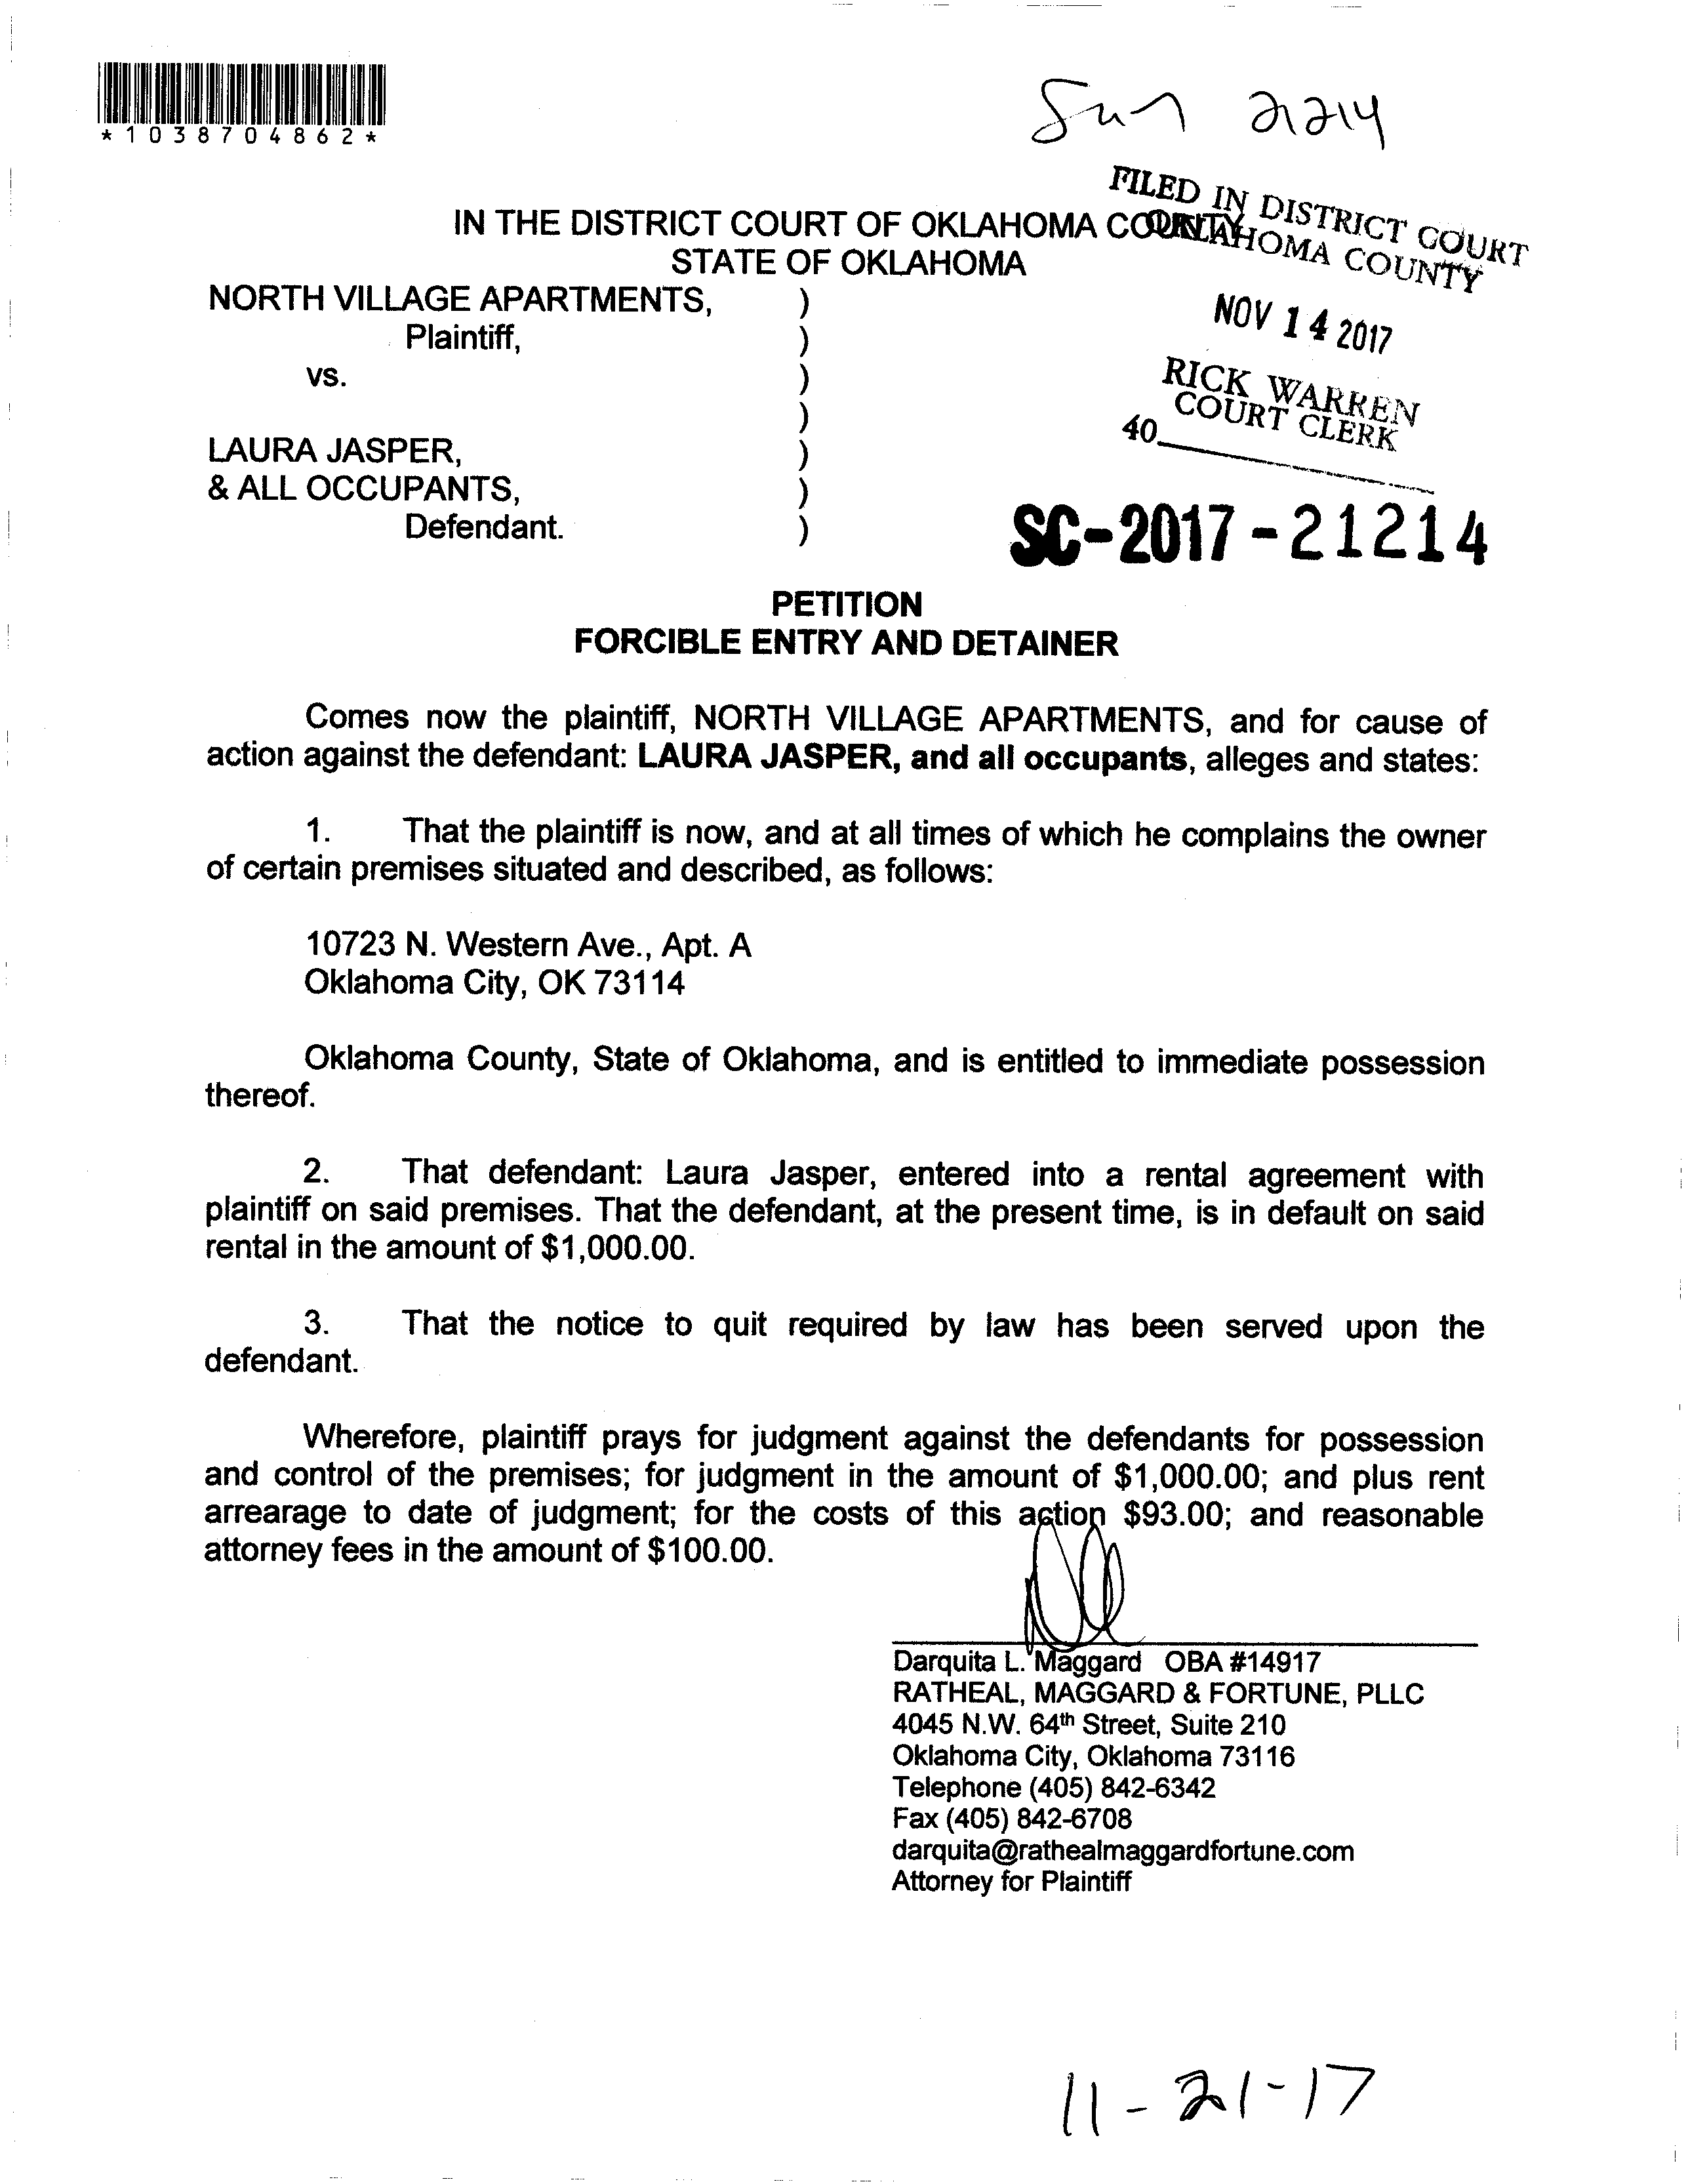 *1038704862*
21214
FILED IN DISTRICT COURT
OKLAHOMA COUNTY
IN THE DISTRICT COURT OF OKLAHOMA COUNTY
STATE OF OKLAHOMA
NOV 14 2017
RICK WARREN
COURT CLERK
40
NORTH VILLAGE APARTMENTS, )
Plaintiff, )
vs. )
)
LAURA JASPER, )
& ALL OCCUPANTS, )
Defendant. )
SC-2017-21214
PETITION
FORCIBLE ENTRY AND DETAINER
Comes now the plaintiff, NORTH VILLAGE APARTMENTS, and for cause of
action against the defendant: LAURA JASPER, and all occupants, alleges and states:
1. That the plaintiff is now, and at all times of which he complains the owner
of certain premises situated and described, as follows:
10723 N. Western Ave., Apt. A
Oklahoma City, OK 73114
Oklahoma County, State of Oklahoma, and is entitled to immediate possession
thereof.
2. That defendant: Laura Jasper, entered into a rental agreement with
plaintiff on said premises. That the defendant, at the present time, is in default on said
rental in the amount of $1,000.00.
3. That the notice to quit required by law has been served upon the
defendant.
Wherefore, plaintiff prays for judgment against the defendants for possession
and control of the premises; for judgment in the amount of $1,000.00; and plus rent
arrearage to date of judgment; for the costs of this action $93.00; and reasonable
attorney fees in the amount of $100.00.
Darquita L. Maggard OBA #14917
RATHEAL, MAGGARD & FORTUNE, PLLC
4045 N.W. 64th Street, Suite 210
Oklahoma City, Oklahoma 73116
Telephone (405) 842-6342
Fax (405) 842-6708
darquita@rathealmaggardfortune.com
Attorney for Plaintiff
11-21-17